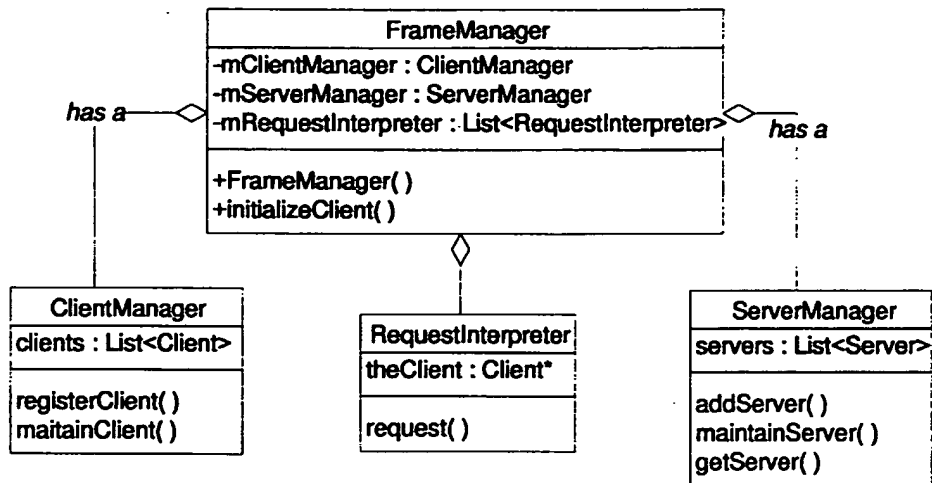 FrameManager
-mClientManager : ClientManager
-mServerManager : ServerManager
-mRequestInterpreter : List<RequestInterpreter>
+FrameManager( )
+initializeClient( )
has a
has a
ClientManager
clients : List<Client>
registerClient( )
maitainClient( )
RequestInterpreter
theClient : Client*
request( )
ServerManager
servers : List<Server>
addServer( )
maintainServer( )
getServer( )